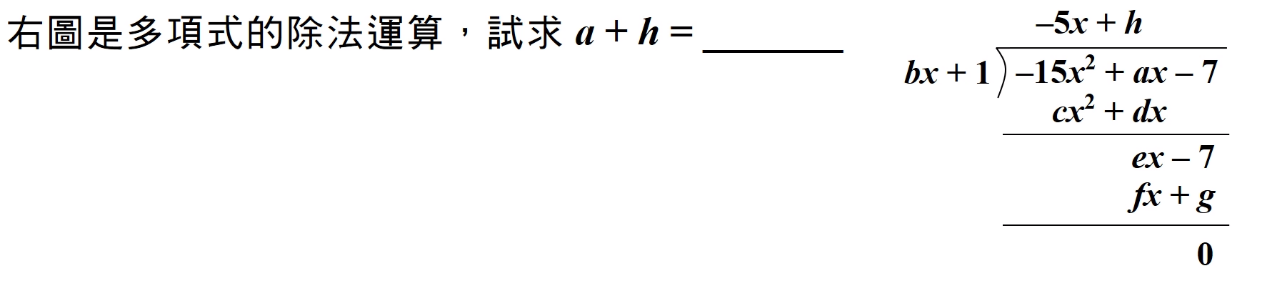 右圖是多項式的除法運算，試求 a + h = ________
–5x + h
bx + 1 ) –15x² + ax – 7
cx² + dx
ex – 7
fx + g
0